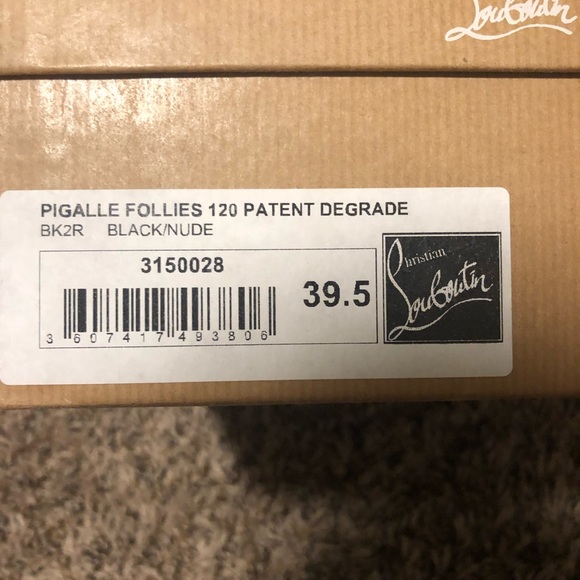 Louboutin
PIGALLE FOLLIES 120 PATENT DEGRADE
BK2R BLACK/NUDE
3150028
39.5
3 607417 493806
Christian
Louboutin